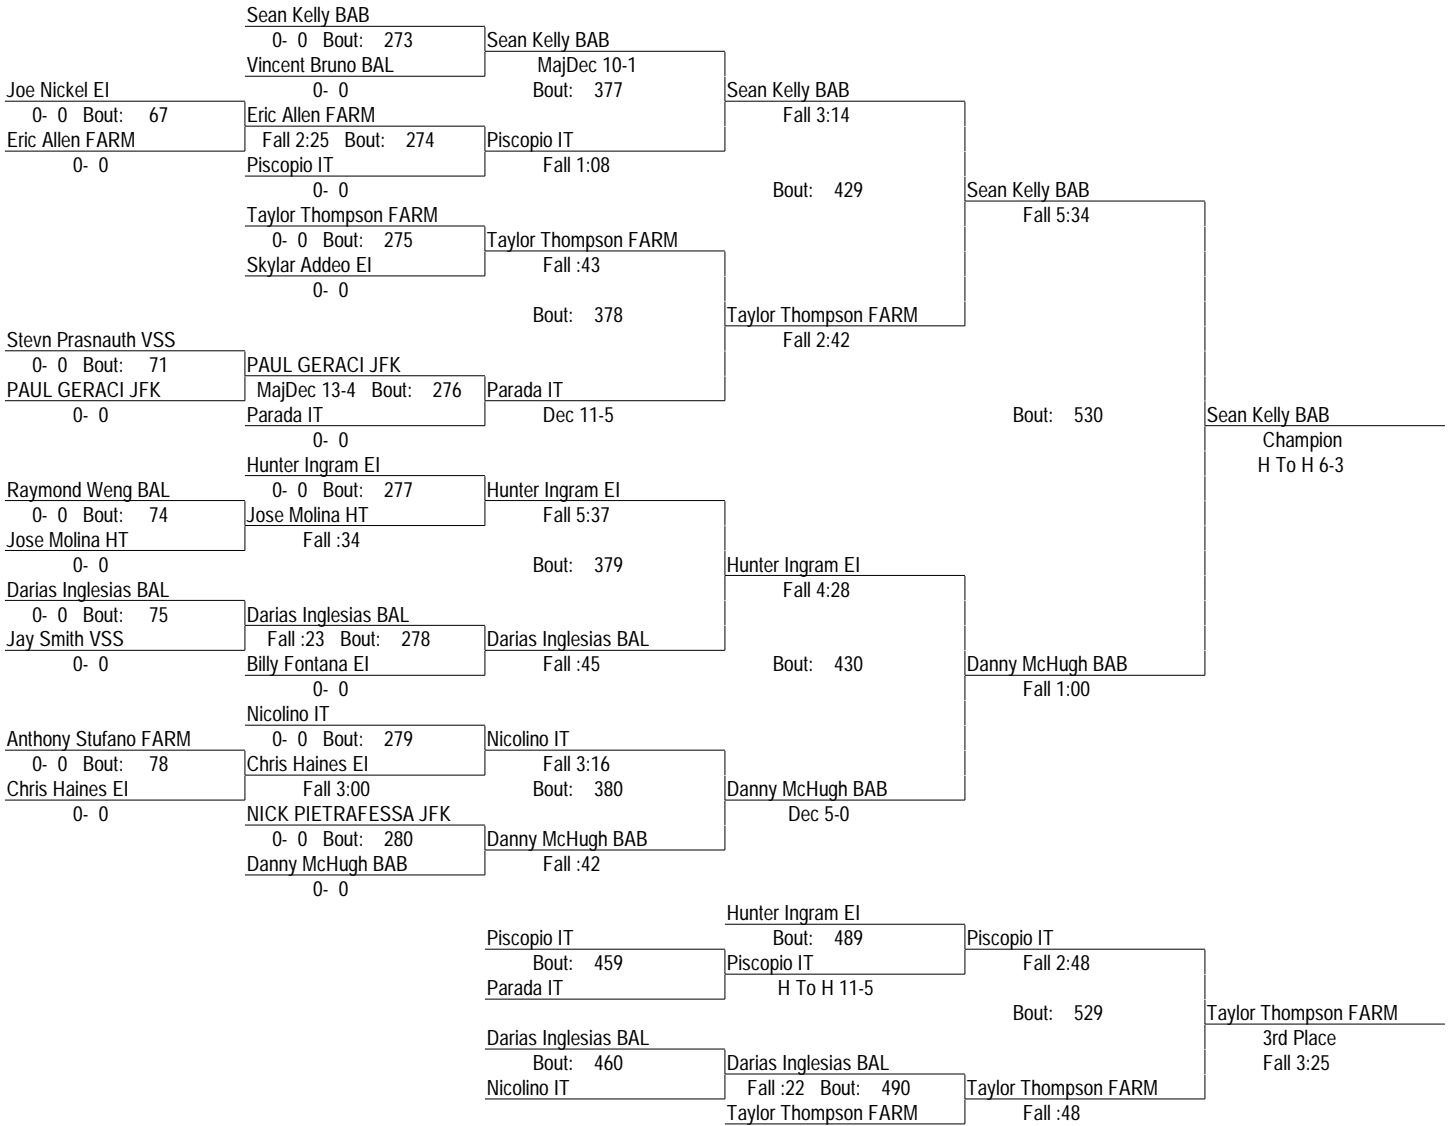 Sean Kelly BAB
0- 0 Bout: 273 Sean Kelly BAB
Vincent Bruno BAL MajDec 10-1
Joe Nickel EI 0- 0 Bout: 377 Sean Kelly BAB
0- 0 Bout: 67 Eric Allen FARM Fall 3:14
Eric Allen FARM Fall 2:25 Bout: 274 Piscopio IT
0- 0 Piscopio IT Fall 1:08
0- 0 Bout: 429 Sean Kelly BAB
Taylor Thompson FARM Fall 5:34
0- 0 Bout: 275 Taylor Thompson FARM
Skylar Addeo EI Fall :43
0- 0
Bout: 378 Taylor Thompson FARM
Stevn Prasnauth VSS Fall 2:42
0- 0 Bout: 71 PAUL GERACI JFK
PAUL GERACI JFK MajDec 13-4 Bout: 276 Parada IT
0- 0 Parada IT Dec 11-5 Bout: 530 Sean Kelly BAB
0- 0 Champion
Hunter Ingram EI H To H 6-3
Raymond Weng BAL 0- 0 Bout: 277 Hunter Ingram EI
0- 0 Bout: 74 Jose Molina HT Fall 5:37
Jose Molina HT Fall :34
0- 0 Bout: 379 Hunter Ingram EI
Darias Inglesias BAL Fall 4:28
0- 0 Bout: 75 Darias Inglesias BAL
Jay Smith VSS Fall :23 Bout: 278 Darias Inglesias BAL
0- 0 Billy Fontana EI Fall :45 Bout: 430 Danny McHugh BAB
0- 0 Fall 1:00
Nicolino IT
Anthony Stufano FARM 0- 0 Bout: 279 Nicolino IT
0- 0 Bout: 78 Chris Haines EI Fall 3:16
Chris Haines EI Fall 3:00 Bout: 380 Danny McHugh BAB
0- 0 NICK PIETRAFESSA JFK Dec 5-0
0- 0 Bout: 280 Danny McHugh BAB
Danny McHugh BAB Fall :42
0- 0
Hunter Ingram EI
Piscopio IT Bout: 489 Piscopio IT
Bout: 459 Piscopio IT Fall 2:48
Parada IT H To H 11-5
Bout: 529 Taylor Thompson FARM
Darias Inglesias BAL 3rd Place
Bout: 460 Darias Inglesias BAL Fall 3:25
Nicolino IT Fall :22 Bout: 490 Taylor Thompson FARM
Taylor Thompson FARM Fall :48